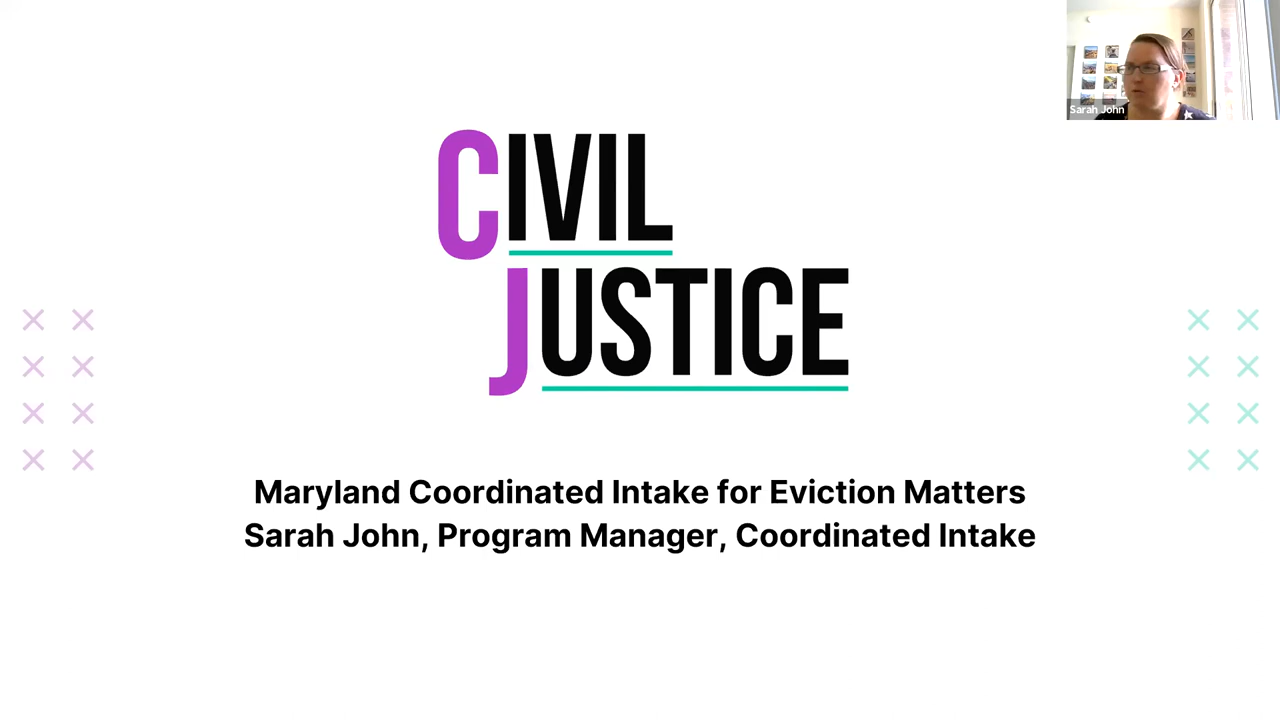 Sarah John
CIVIL
JUSTICE
Maryland Coordinated Intake for Eviction Matters
Sarah John, Program Manager, Coordinated Intake